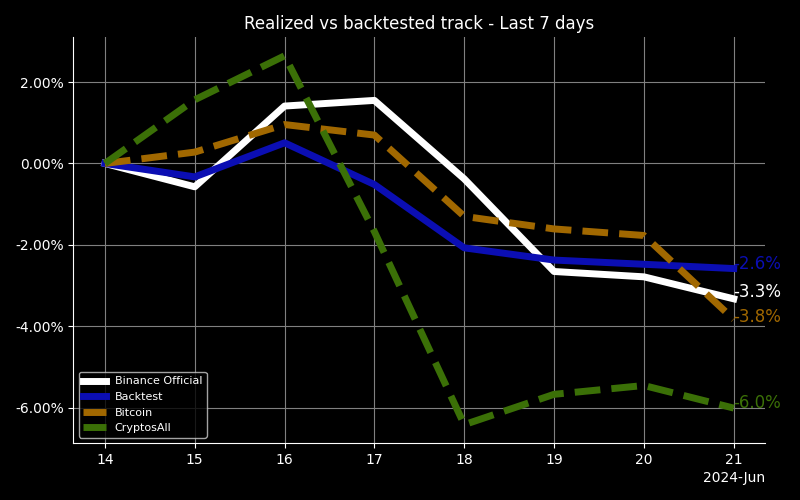 Realized vs backtested track - Last 7 days
2.00%
0.00%
-2.00%
-4.00%
-6.00%
-2.6%
-3.3%
-3.8%
-6.0%
Binance Official
Backtest
Bitcoin
CryptosAll
14 15 16 17 18 19 20 21
2024-Jun